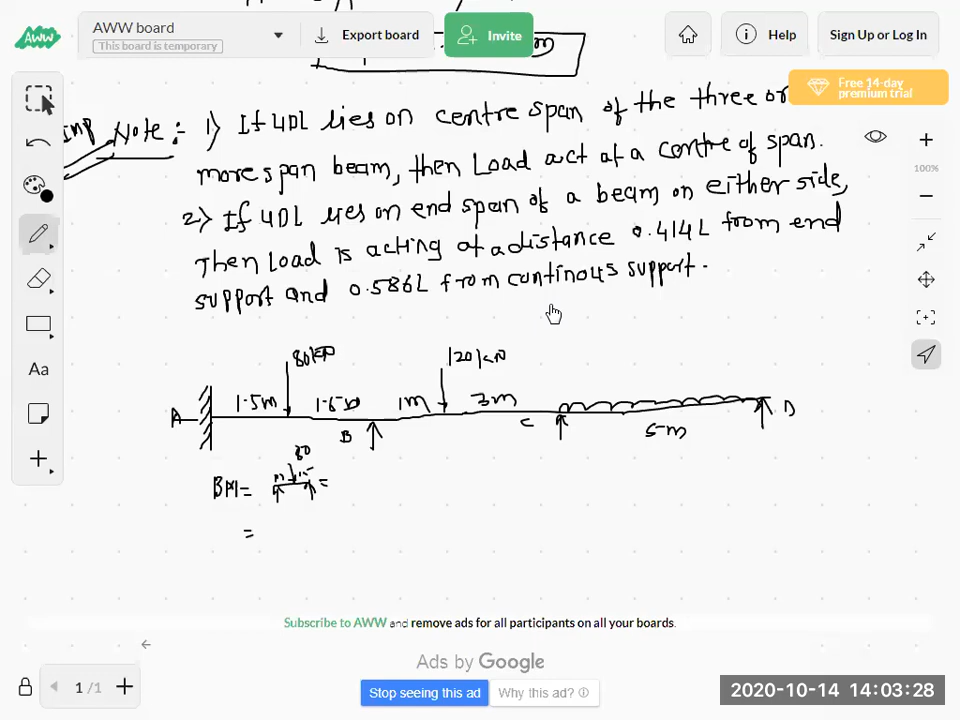 AWW board
This board is temporary
Export board
Invite
Help
Sign Up or Log In
Free 14-day
premium trial
100%
Imp Note :- 1) If UDL lies on centre span of the three or
more span beam, then Load act at a centre of span.
2) If UDL lies on end span of a beam on either side,
Then Load is acting at a distance 0.414L from end
support and 0.586L from continous support.
80kN 120kN
A 1.5m 1.5m 1m 3m D
B C 5m
80
BM = =
=
Subscribe to AWW and remove ads for all participants on all your boards.
Aa
1 /1
Ads by Google
Stop seeing this ad Why this ad?
2020-10-14 14:03:28